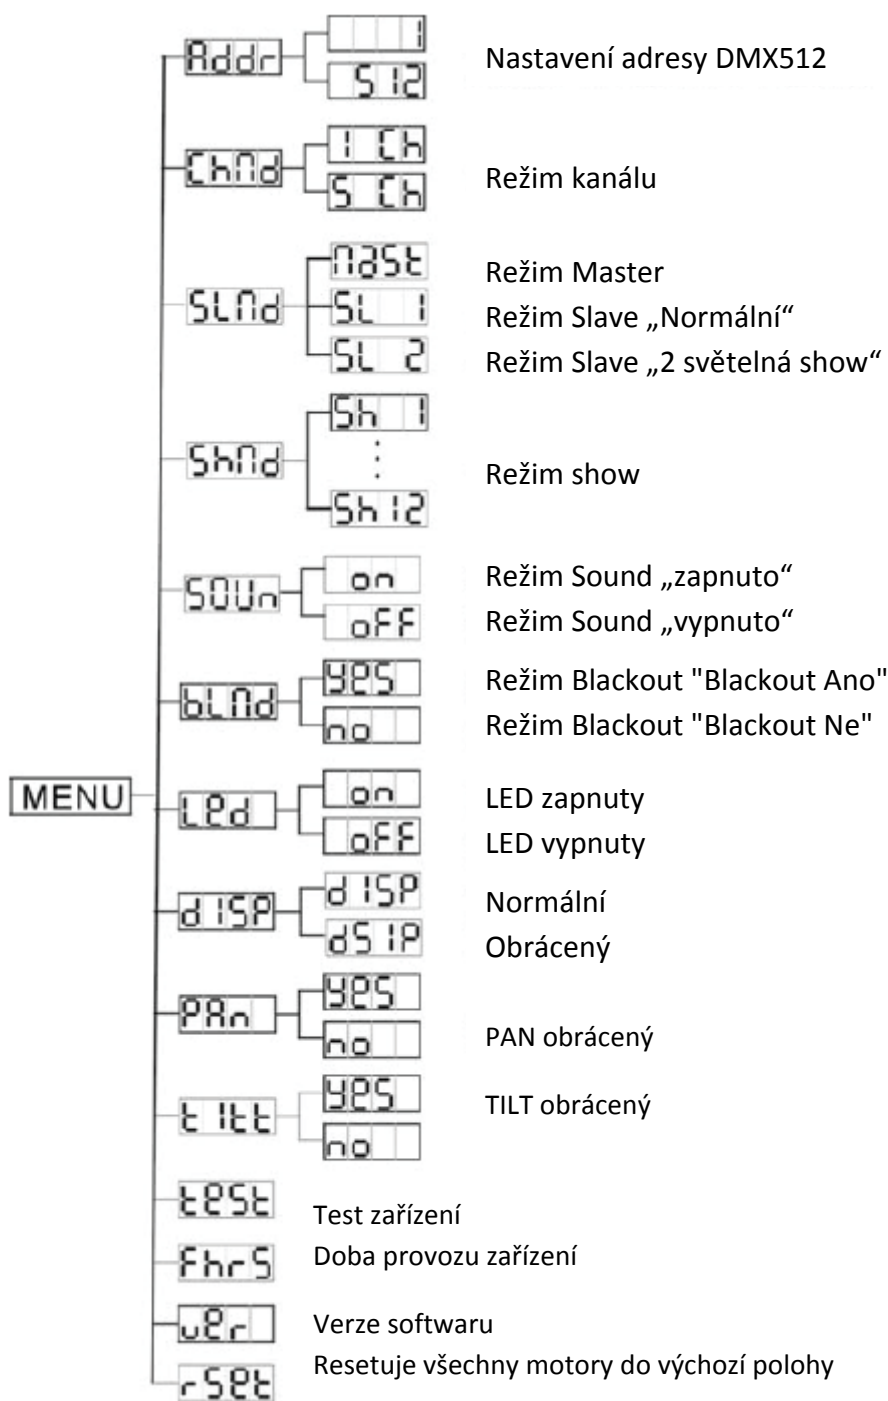 Addr
1
512
Nastavení adresy DMX512
ChMd
1 Ch
5 Ch
Režim kanálu
SLMd
MaSt
SL 1
SL 2
Režim Master
Režim Slave „Normální“
Režim Slave „2 světelná show“
ShMd
Sh 1
Sh12
Režim show
SOUn
on
oFF
Režim Sound „zapnuto“
Režim Sound „vypnuto“
bLMd
yes
no
Režim Blackout "Blackout Ano"
Režim Blackout "Blackout Ne"
MENU
Led
on
oFF
LED zapnuty
LED vypnuty
dISP
dISP
dSIP
Normální
Obrácený
PAn
yes
no
PAN obrácený
tItt
yes
no
TILT obrácený
teSt
Test zařízení
FhrS
Doba provozu zařízení
ver
Verze softwaru
rSet
Resetuje všechny motory do výchozí polohy